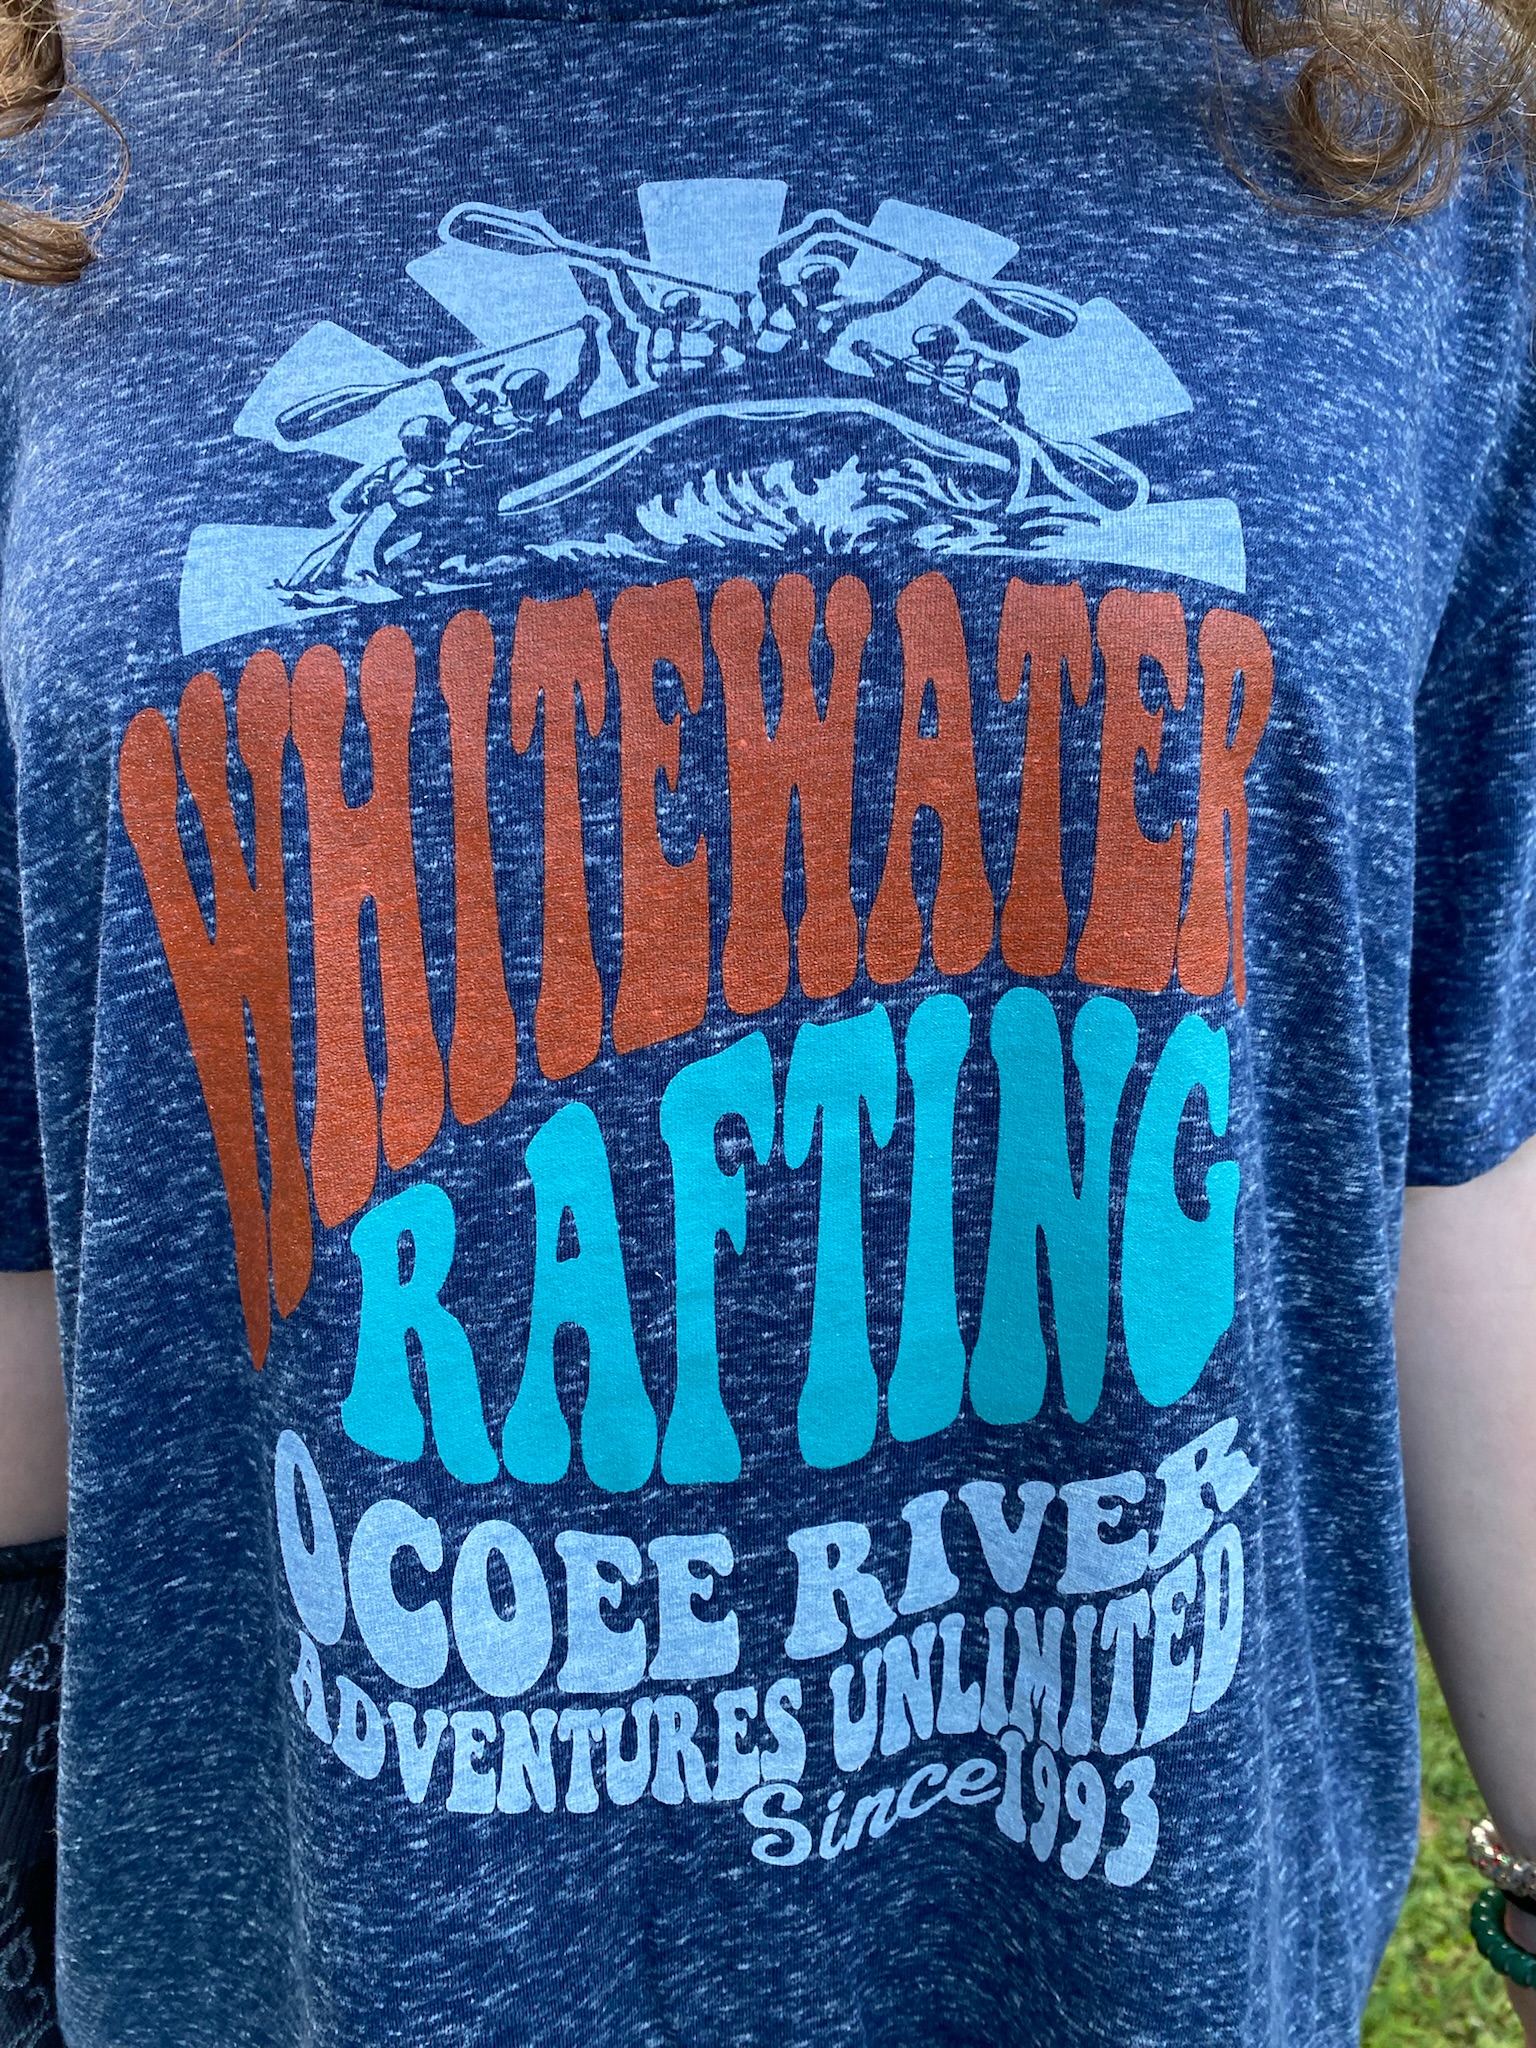 WHITEWATER
RAFTING
OCOEE RIVER
ADVENTURES UNLIMITED
Since 1993